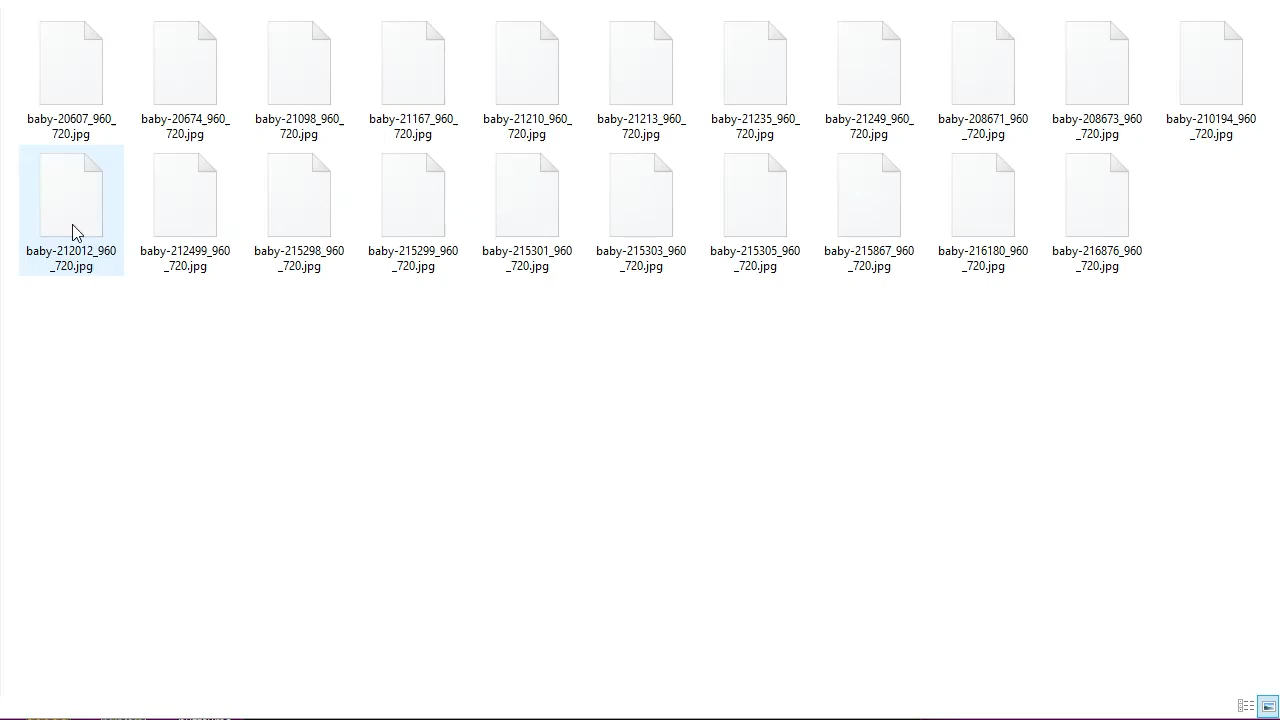 baby-20607_960_
720.jpg
baby-20674_960_
720.jpg
baby-21098_960_
720.jpg
baby-21167_960_
720.jpg
baby-21210_960_
720.jpg
baby-21213_960_
720.jpg
baby-21235_960_
720.jpg
baby-21249_960_
720.jpg
baby-208671_960
_720.jpg
baby-208673_960
_720.jpg
baby-210194_960
_720.jpg
baby-212012_960
_720.jpg
baby-212499_960
_720.jpg
baby-215298_960
_720.jpg
baby-215299_960
_720.jpg
baby-215301_960
_720.jpg
baby-215303_960
_720.jpg
baby-215305_960
_720.jpg
baby-215867_960
_720.jpg
baby-216180_960
_720.jpg
baby-216876_960
_720.jpg